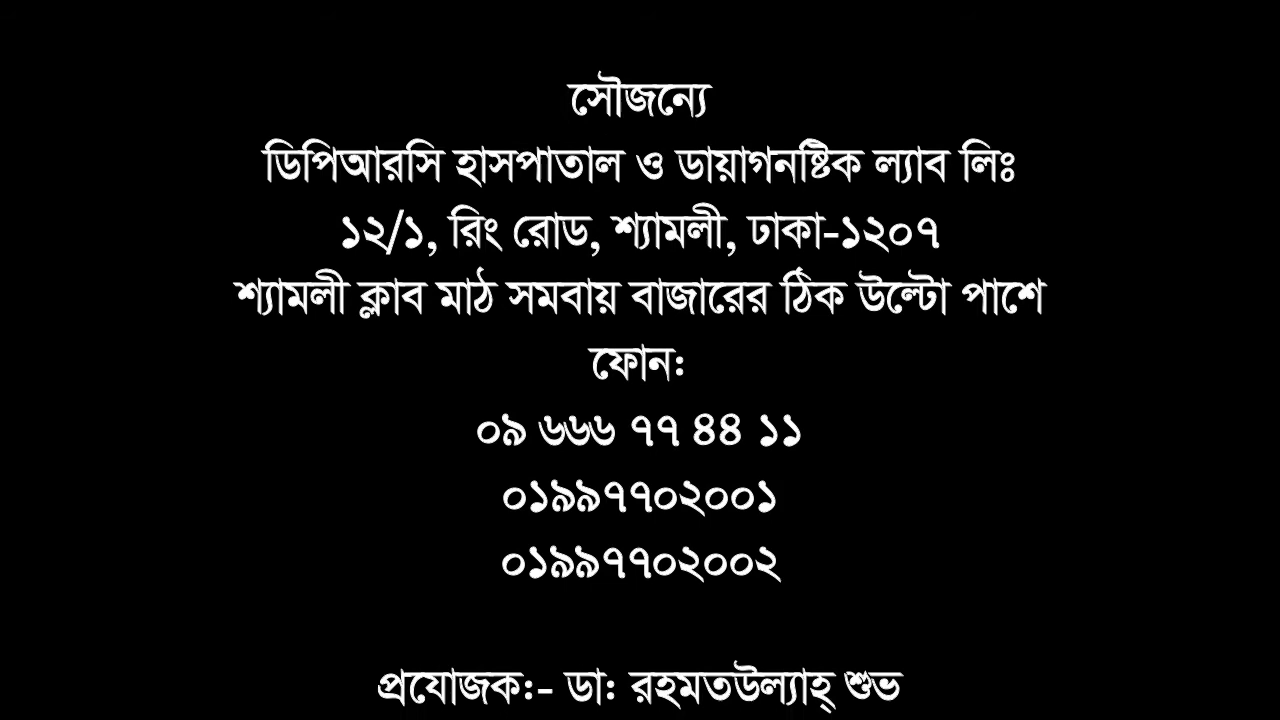 সৌজন্যে
ডিপিআরসি হাসপাতাল ও ডায়াগনষ্টিক ল্যাব লিঃ
১২/১, রিং রোড, শ্যামলী, ঢাকা-১২০৭
শ্যামলী ক্লাব মাঠ সমবায় বাজারের ঠিক উল্টো পাশে
ফোন:
০৯ ৬৬৬ ৭৭ ৪৪ ১১
০১৯৯৭৭০২০০১
০১৯৯৭৭০২০০২
প্রযোজক:- ডা: রহমতউল্যাহ্ শুভ